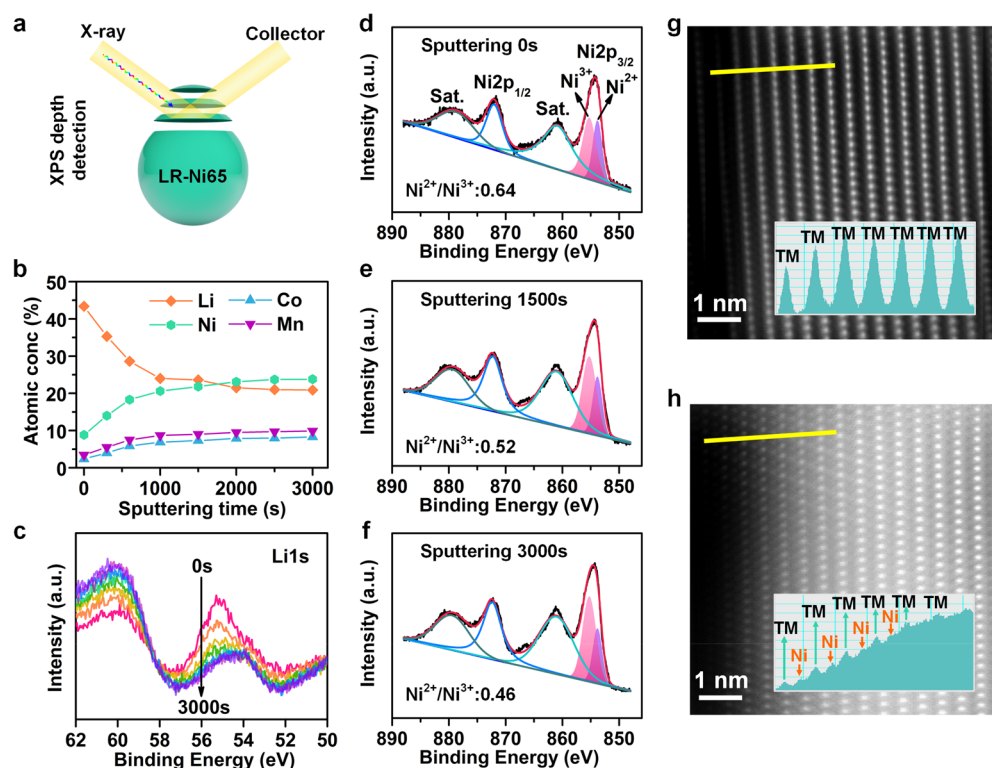 a
X-ray
Collector
XPS depth
detection
LR-Ni65
b
Atomic conc (%)
50
40
30
20
10
0
Li
Co
Ni
Mn
0
1000
2000
3000
Sputtering time (s)
c
Li1s
0s
3000s
Intensity (a.u.)
62 60 58 56 54 52 50
Binding Energy (eV)
d
Sputtering 0s
Ni2p3/2
Ni2p1/2
Ni3+
Ni2+
Sat.
Sat.
Ni2+/Ni3+:0.64
Intensity (a.u.)
890 880 870 860 850
Binding Energy (eV)
e
Sputtering 1500s
Ni2+/Ni3+:0.52
Intensity (a.u.)
890 880 870 860 850
Binding Energy (eV)
f
Sputtering 3000s
Ni2+/Ni3+:0.46
Intensity (a.u.)
890 880 870 860 850
Binding Energy (eV)
g
TM TM TM TM TM TM TM
1 nm
h
TM TM TM TM TM TM
Ni Ni Ni Ni
1 nm